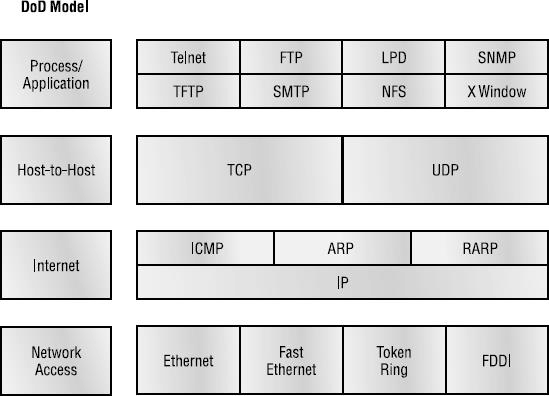 DoD Model
Process/
Application
Telnet
FTP
LPD
SNMP
TFTP
SMTP
NFS
X Window
Host-to-Host
TCP
UDP
Internet
ICMP
ARP
RARP
IP
Network
Access
Ethernet
Fast
Ethernet
Token
Ring
FDDI